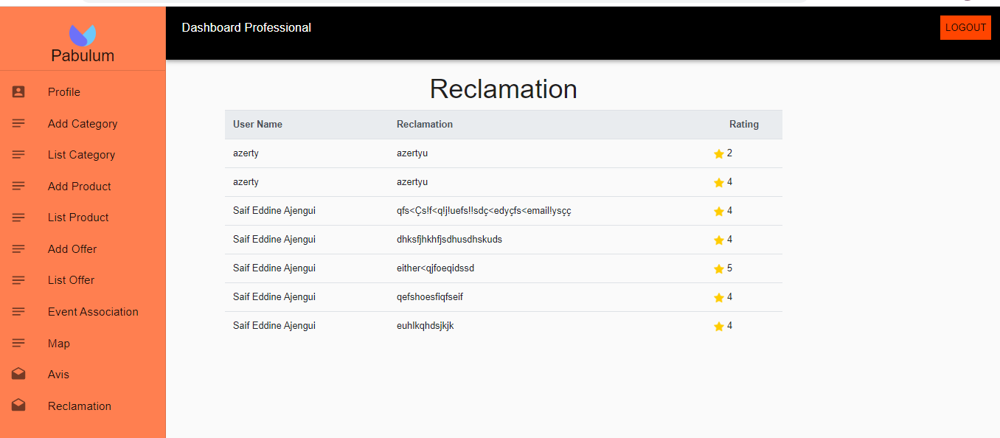 Dashboard Professional
LOGOUT
Pabulum
Profile
Add Category
List Category
Add Product
List Product
Add Offer
List Offer
Event Association
Map
Avis
Reclamation
Reclamation
User Name Reclamation Rating
azerty azertyu 2
azerty azertyu 4
Saif Eddine Ajengui qfs<Çs!f<q!j!uefs!!sdç<edyçfs<email!ysçç 4
Saif Eddine Ajengui dhksfjhkhfjsdhusdhskuds 4
Saif Eddine Ajengui either<qjfoeqidssd 5
Saif Eddine Ajengui qefshoesfiqfseif 4
Saif Eddine Ajengui euhlkqhdsjkjk 4